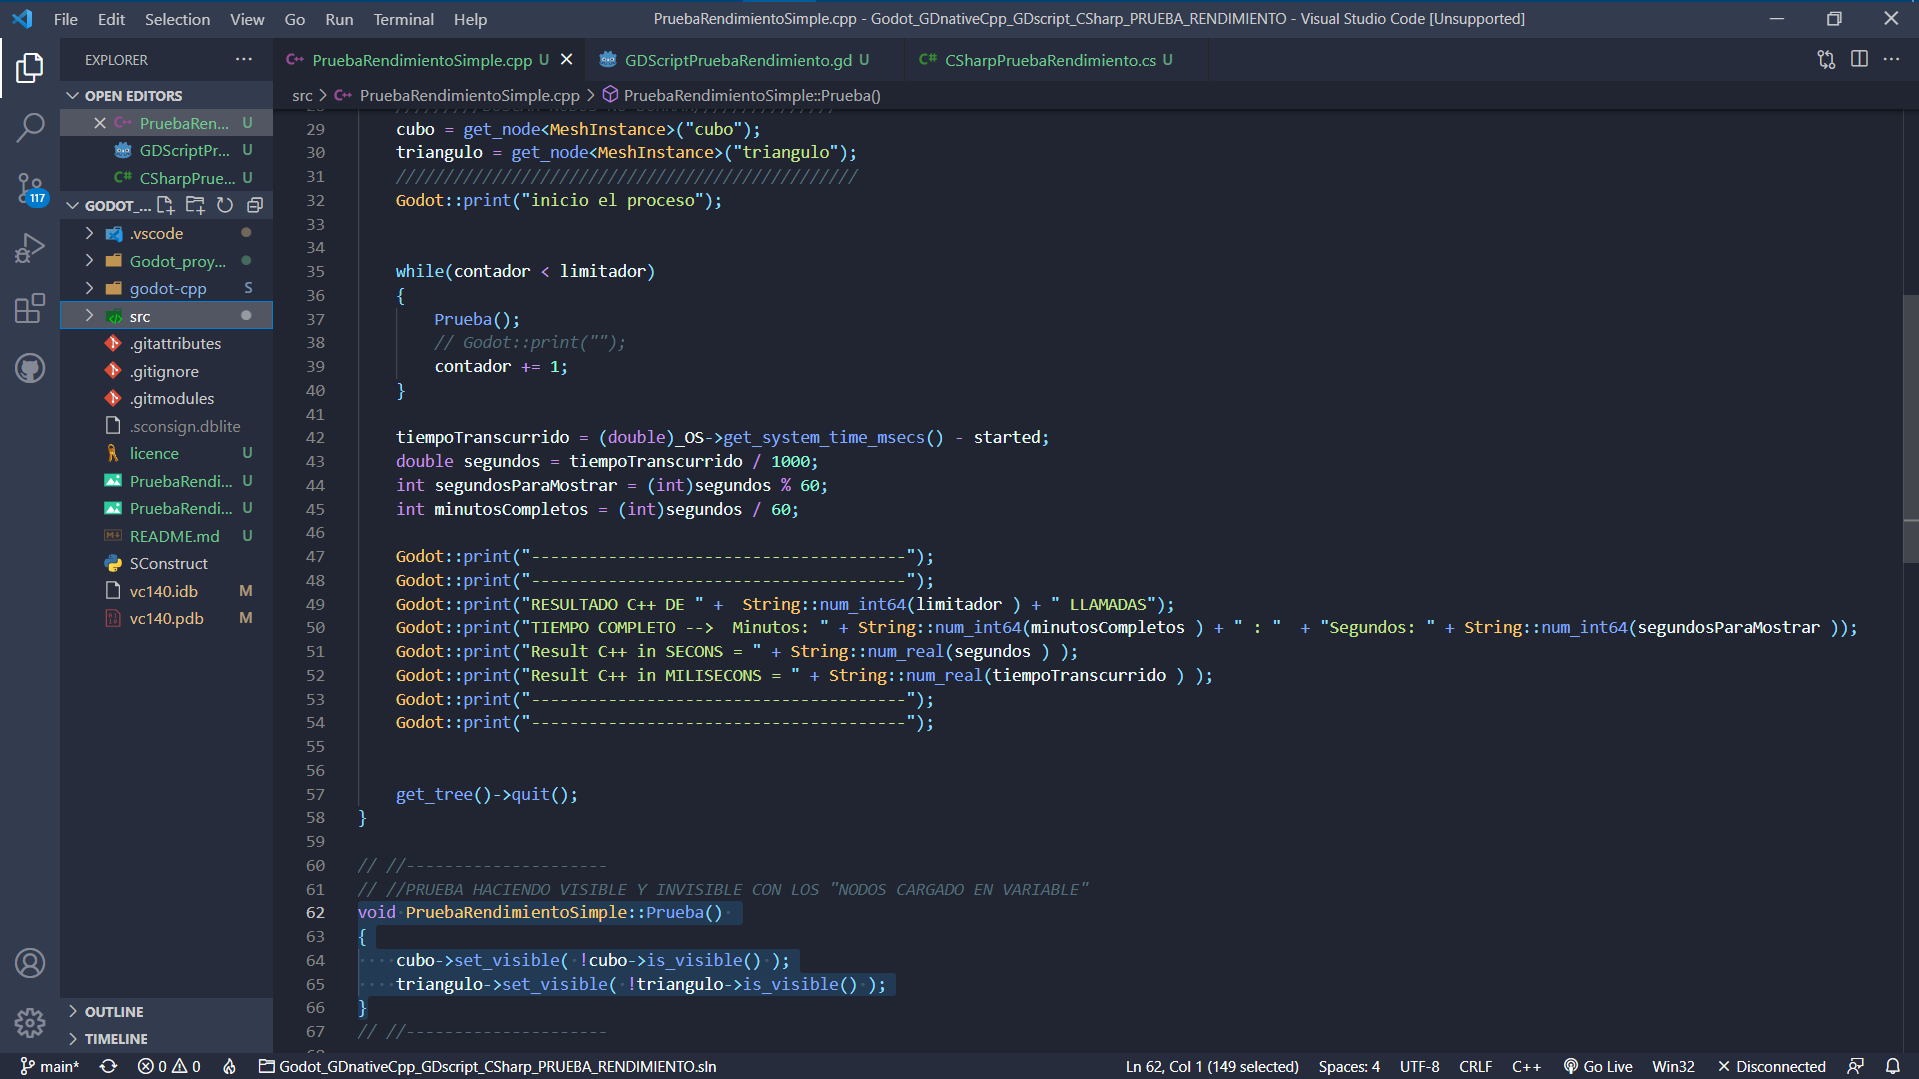 File Edit Selection View Go Run Terminal Help
PruebaRendimientoSimple.cpp - Godot_GDnativeCpp_GDscript_CSharp_PRUEBA_RENDIMIENTO - Visual Studio Code [Unsupported]
EXPLORER
PruebaRendimientoSimple.cpp U
GDScriptPruebaRendimiento.gd U
C# CSharpPruebaRendimiento.cs U
src > PruebaRendimientoSimple.cpp > PruebaRendimientoSimple::Prueba()
OPEN EDITORS
PruebaRen... U
GDScriptPr... U
C# CSharpPrue... U
117
GODOT_...
.vscode
Godot_proy...
godot-cpp S
src
.gitattributes
.gitignore
.gitmodules
.sconsign.dblite
licence U
PruebaRendi... U
PruebaRendi... U
README.md U
SConstruct
vc140.idb M
vc140.pdb M
OUTLINE
TIMELINE
29 cubo = get_node<MeshInstance>("cubo");
30 triangulo = get_node<MeshInstance>("triangulo");
31 ////////////////////////////////////////////////
32 Godot::print("inicio el proceso");
33
34
35 while(contador < limitador)
36 {
37 Prueba();
38 // Godot::print("");
39 contador += 1;
40 }
41
42 tiempoTranscurrido = (double)_OS->get_system_time_msecs() - started;
43 double segundos = tiempoTranscurrido / 1000;
44 int segundosParaMostrar = (int)segundos % 60;
45 int minutosCompletos = (int)segundos / 60;
46
47 Godot::print("---------------------------------------");
48 Godot::print("---------------------------------------");
49 Godot::print("RESULTADO C++ DE " +  String::num_int64(limitador ) + " LLAMADAS");
50 Godot::print("TIEMPO COMPLETO -->  Minutos: " + String::num_int64(minutosCompletos ) + " : "  + "Segundos: " + String::num_int64(segundosParaMostrar ));
51 Godot::print("Result C++ in SECONS = " + String::num_real(segundos ) );
52 Godot::print("Result C++ in MILISECONS = " + String::num_real(tiempoTranscurrido ) );
53 Godot::print("---------------------------------------");
54 Godot::print("---------------------------------------");
55
56
57 get_tree()->quit();
58 }
59
60 // //---------------------
61 // //PRUEBA HACIENDO VISIBLE Y INVISIBLE CON LOS "NODOS CARGADO EN VARIABLE"
62 void PruebaRendimientoSimple::Prueba()
63 {
64 cubo->set_visible( !cubo->is_visible() );
65 triangulo->set_visible( !triangulo->is_visible() );
66 }
67 // //---------------------
main* 0 0 Godot_GDnativeCpp_GDscript_CSharp_PRUEBA_RENDIMIENTO.sln Ln 62, Col 1 (149 selected) Spaces: 4 UTF-8 CRLF C++ Go Live Win32 Disconnected